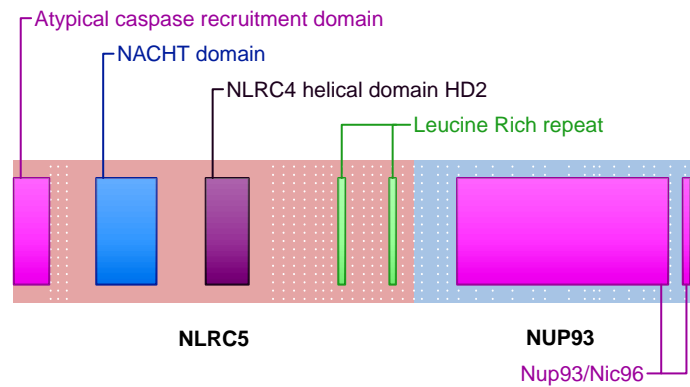 Atypical caspase recruitment domain
NACHT domain
NLRC4 helical domain HD2
Leucine Rich repeat
NLRC5
NUP93
Nup93/Nic96